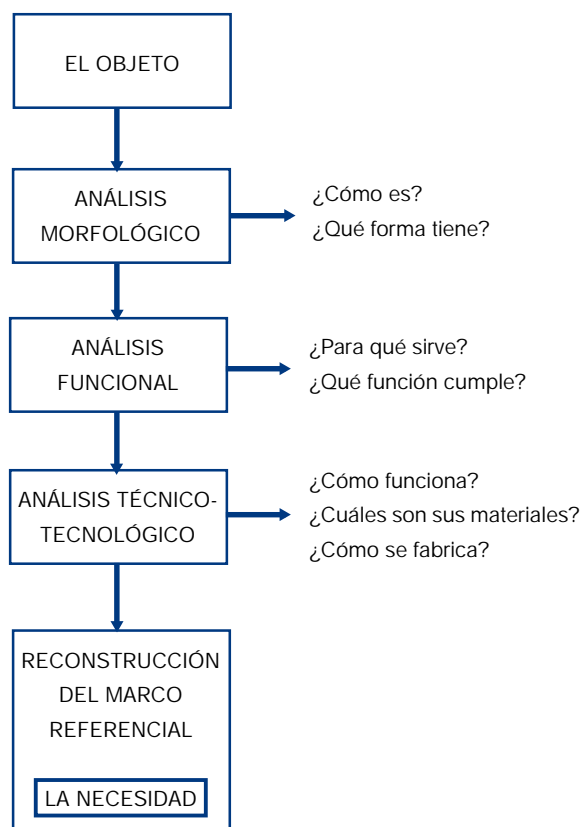 EL OBJETO
ANÁLISIS
MORFOLÓGICO
¿Cómo es?
¿Qué forma tiene?
ANÁLISIS
FUNCIONAL
¿Para qué sirve?
¿Qué función cumple?
ANÁLISIS TÉCNICO-
TECNOLÓGICO
¿Cómo funciona?
¿Cuáles son sus materiales?
¿Cómo se fabrica?
RECONSTRUCCIÓN
DEL MARCO
REFERENCIAL
LA NECESIDAD